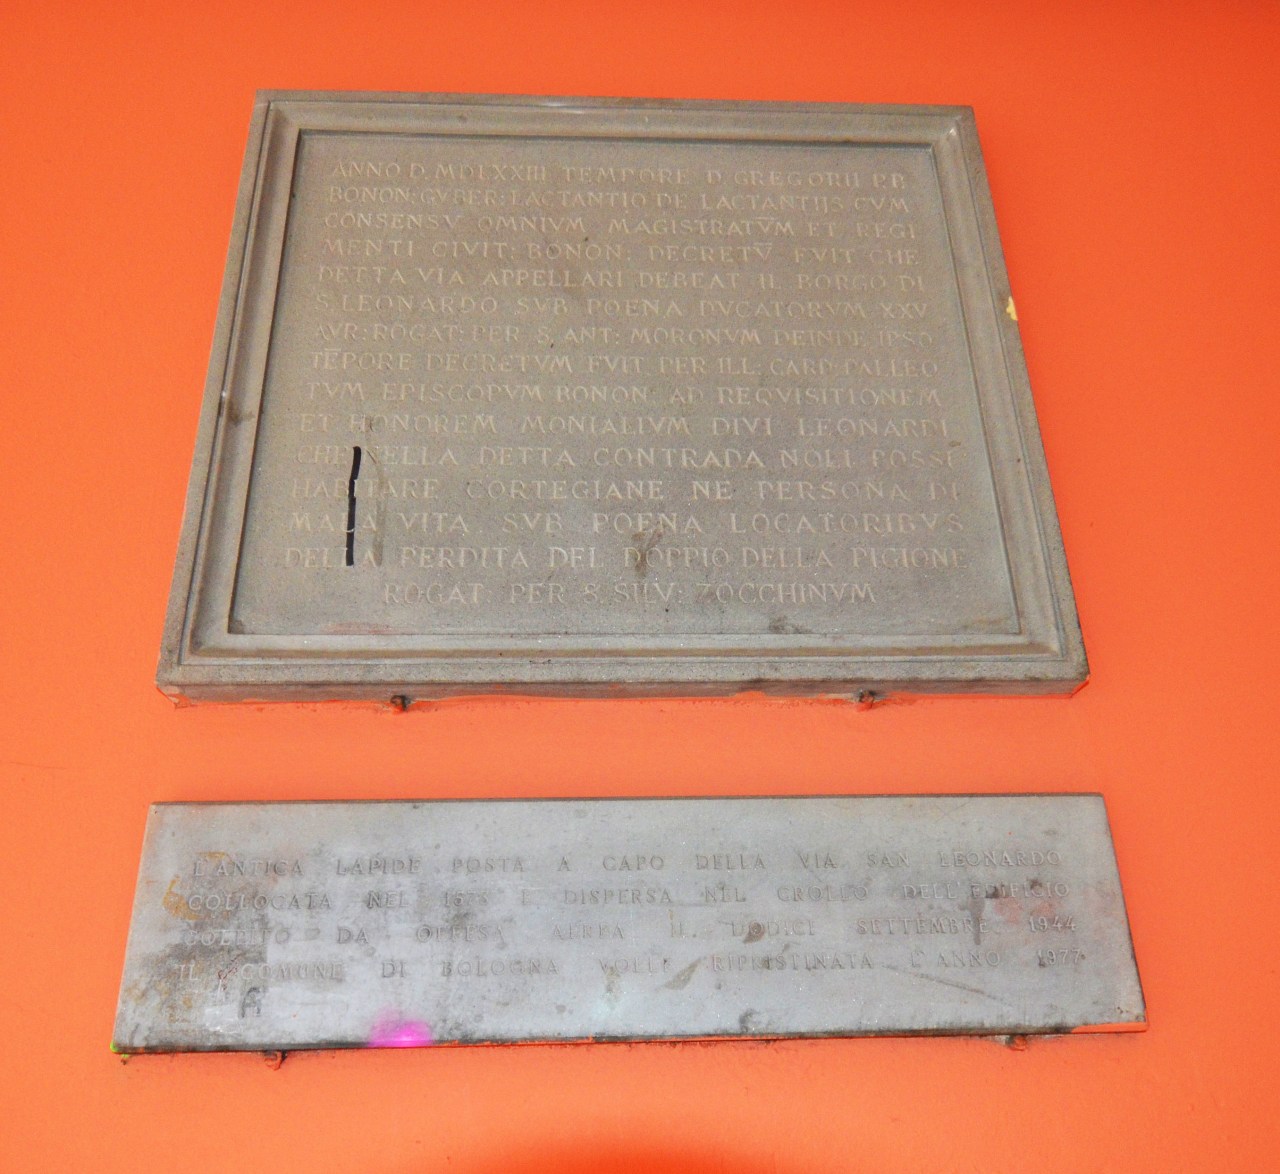 ANNO D. MDLXXIII TEMPORE D. GREGORII P.P.
BONON: GVBER: LACTANTIO DE LACTANTIJS CVM
CONSENSV OMNIVM MAGISTRATV̅M ET REGI
MENTI CIVIT: BONON: DECRETV̅ FVIT CHE
DETTA VIA APPELLARI DEBEAT IL BORGO DI
S. LEONARDO SVB POENA DVCATORVM XXV
AVR: ROGAT: PER S. ANT: MORONVM DEINDE IPSO
TE̅PORE DECRETVM FVIT PER ILL: CARD: PALLEO
TVM EPISCOPVM BONON: AD REQVISITIONEM
ET HONOREM MONIALIVM DIVI LEONARDI
CHE NELLA DETTA CONTRADA NOLI POSSI
HABITARE CORTEGIANE NE PERSONA DI
MALA VITA SVB POENA LOCATORIBVS
DELLA PERDITA DEL DOPPIO DELLA PIGIONE
ROGAT: PER S. SILV: ZOCCHINVM
L'ANTICA LAPIDE POSTA A CAPO DELLA VIA SAN LEONARDO
COLLOCATA NEL 1573 E DISPERSA NEL CROLLO DELL'EDIFICIO
COLPITO DA OFFESA AEREA IL DODICI SETTEMBRE 1944
IL COMUNE DI BOLOGNA VOLLE RIPRISTINATA L'ANNO 1977